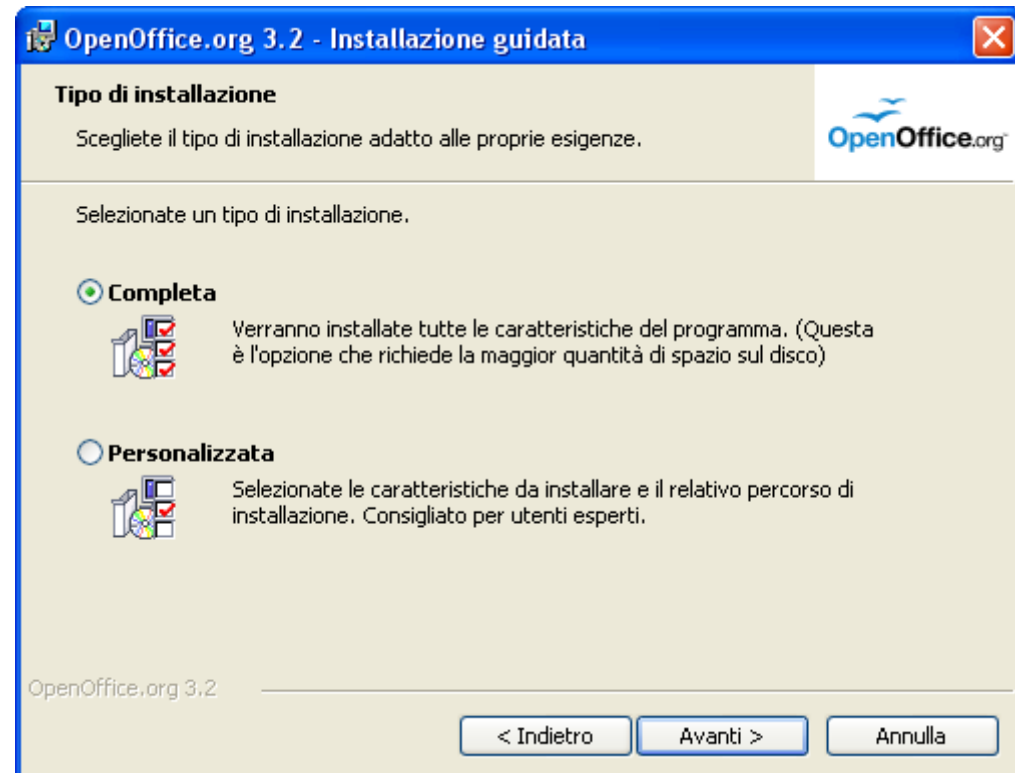 OpenOffice.org 3.2 - Installazione guidata
Tipo di installazione
Scegliete il tipo di installazione adatto alle proprie esigenze.
OpenOffice.org
Selezionate un tipo di installazione.
Completa
Verranno installate tutte le caratteristiche del programma. (Questa
è l'opzione che richiede la maggior quantità di spazio sul disco)
Personalizzata
Selezionate le caratteristiche da installare e il relativo percorso di
installazione. Consigliato per utenti esperti.
OpenOffice.org 3.2
< Indietro
Avanti >
Annulla